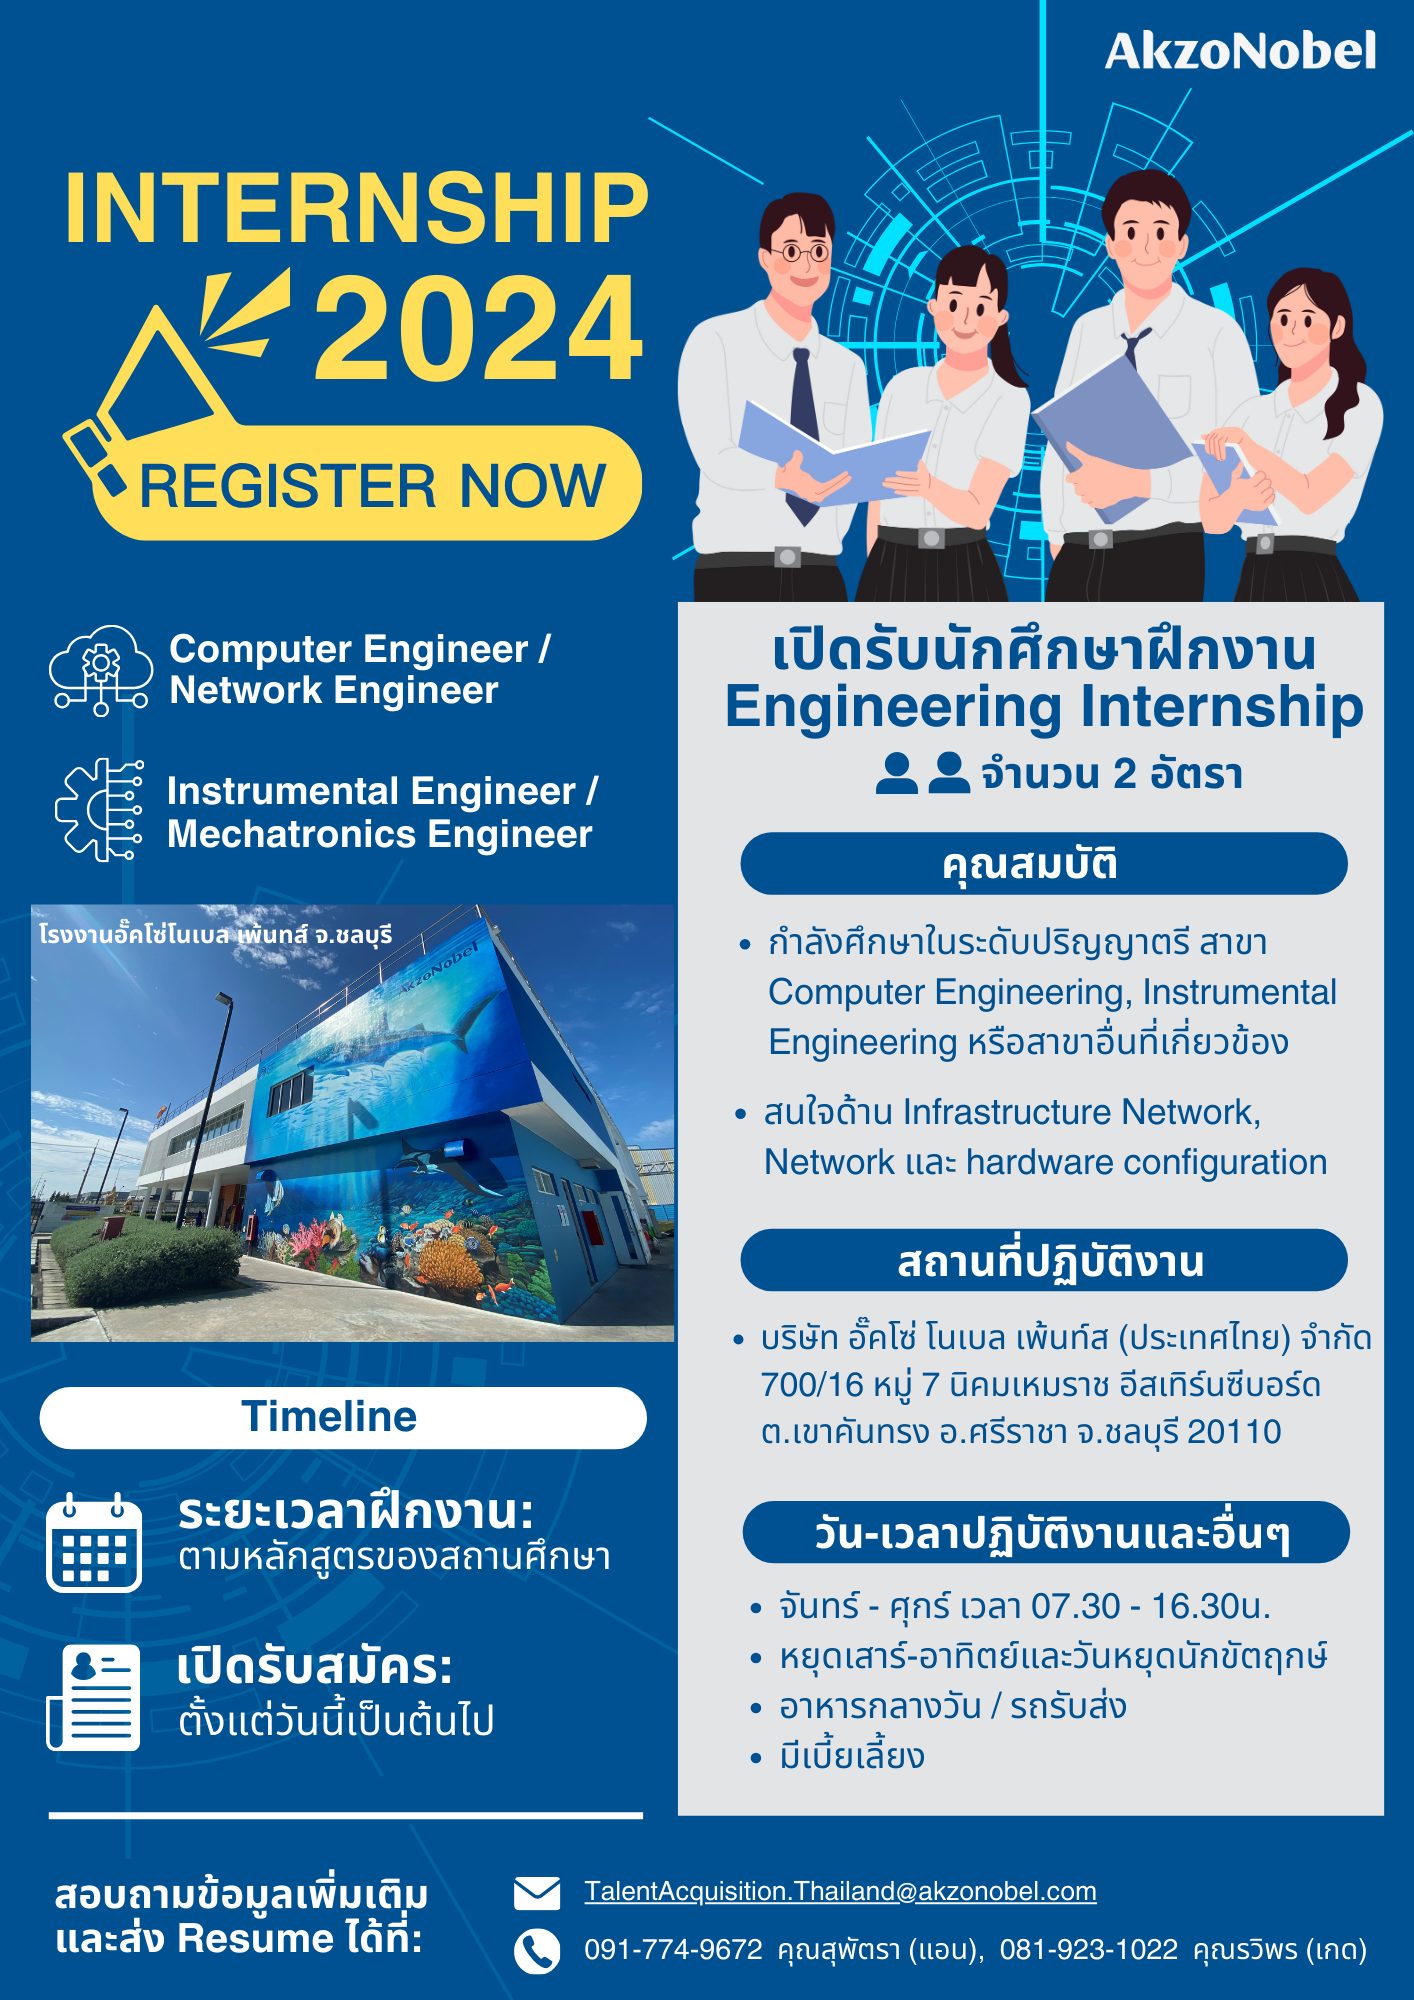 AkzoNobel
INTERNSHIP
2024
REGISTER NOW
Computer Engineer /
Network Engineer
Instrumental Engineer /
Mechatronics Engineer
โรงงานอั๊คโซ่โนเบล เพ้นทส์ จ.ชลบุรี
AkzoNobel
Timeline
ระยะเวลาฝึกงาน:
ตามหลักสูตรของสถานศึกษา
เปิดรับสมัคร:
ตั้งแต่วันนี้เป็นต้นไป
เปิดรับนักศึกษาฝึกงาน
Engineering Internship
จำนวน 2 อัตรา
คุณสมบัติ
• กำลังศึกษาในระดับปริญญาตรี สาขา
Computer Engineering, Instrumental
Engineering หรือสาขาอื่นที่เกี่ยวข้อง
• สนใจด้าน Infrastructure Network,
Network และ hardware configuration
สถานที่ปฏิบัติงาน
• บริษัท อั๊คโซ่ โนเบล เพ้นท์ส (ประเทศไทย) จำกัด
700/16 หมู่ 7 นิคมเหมราช อีสเทิร์นซีบอร์ด
ต.เขาคันทรง อ.ศรีราชา จ.ชลบุรี 20110
วัน-เวลาปฏิบัติงานและอื่นๆ
• จันทร์ - ศุกร์ เวลา 07.30 - 16.30น.
• หยุดเสาร์-อาทิตย์และวันหยุดนักขัตฤกษ์
• อาหารกลางวัน / รถรับส่ง
• มีเบี้ยเลี้ยง
สอบถามข้อมูลเพิ่มเติม
และส่ง Resume ได้ที่:
TalentAcquisition.Thailand@akzonobel.com
091-774-9672 คุณสุพัตรา (แอน), 081-923-1022 คุณรวิพร (เกด)